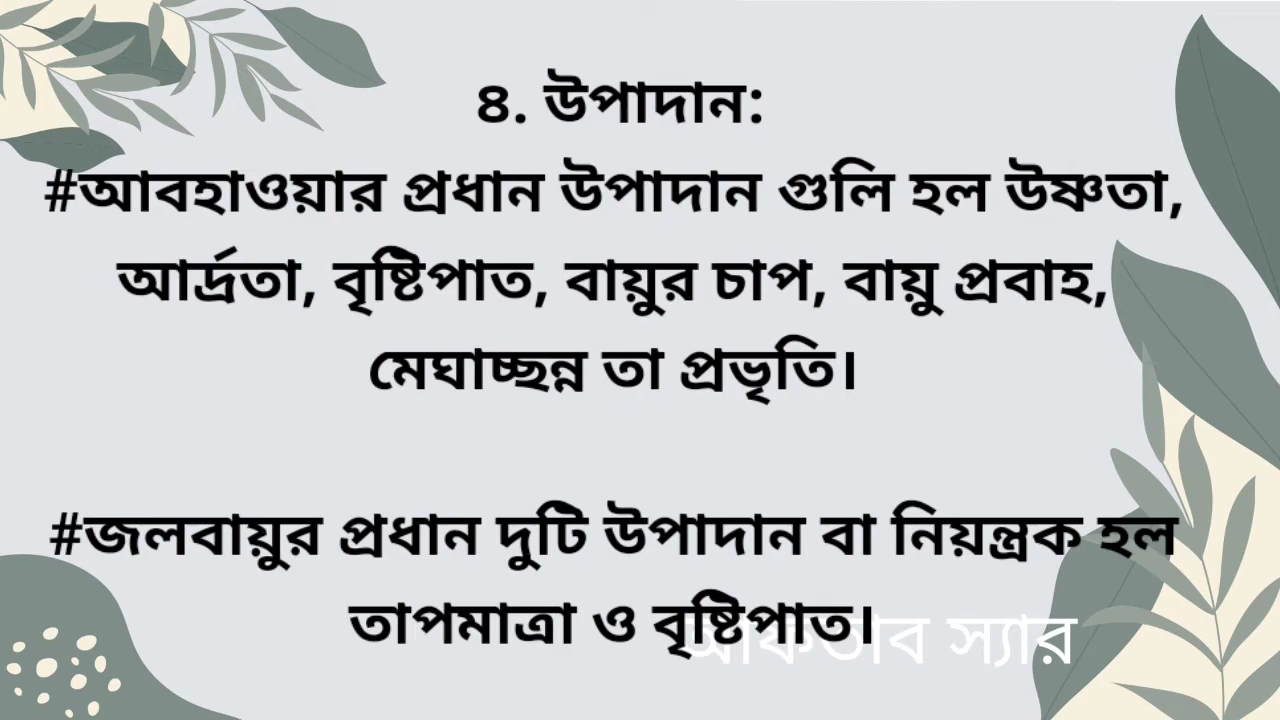 ৪. উপাদান:
#আবহাওয়ার প্রধান উপাদান গুলি হল উষ্ণতা,
আর্দ্রতা, বৃষ্টিপাত, বায়ুর চাপ, বায়ু প্রবাহ,
মেঘাচ্ছন্ন তা প্রভৃতি।
#জলবায়ুর প্রধান দুটি উপাদান বা নিয়ন্ত্রক হল
তাপমাত্রা ও বৃষ্টিপাত।
আফতাব স্যার